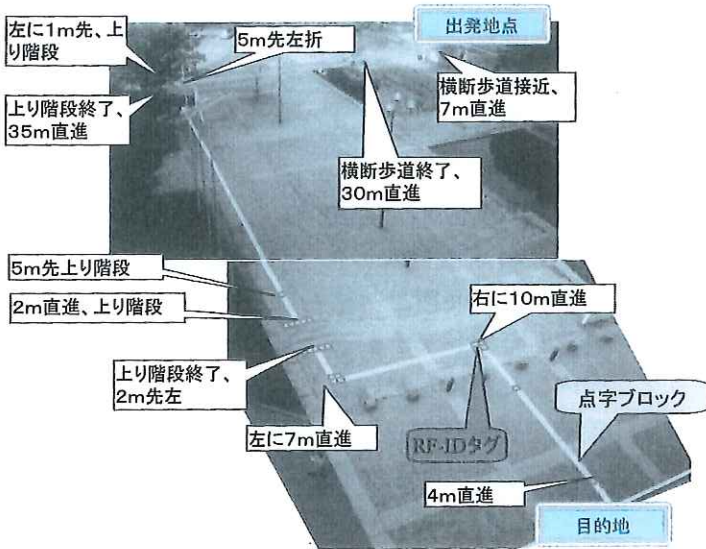 出発地点
左に1m先、上
り階段
5m先左折
横断歩道接近、
7m直進
上り階段終了、
35m直進
横断歩道終了、
30m直進
5m先上り階段
2m直進、上り階段
右に10m直進
上り階段終了、
2m先左
点字ブロック
左に7m直進
RF-IDタグ
4m直進
目的地